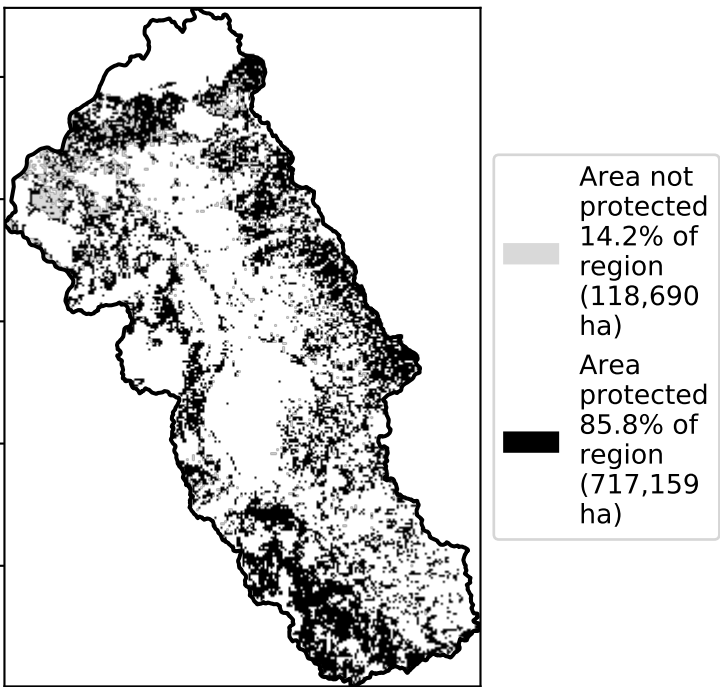 Area not
protected
14.2% of
region
(118,690
ha)
Area
protected
85.8% of
region
(717,159
ha)